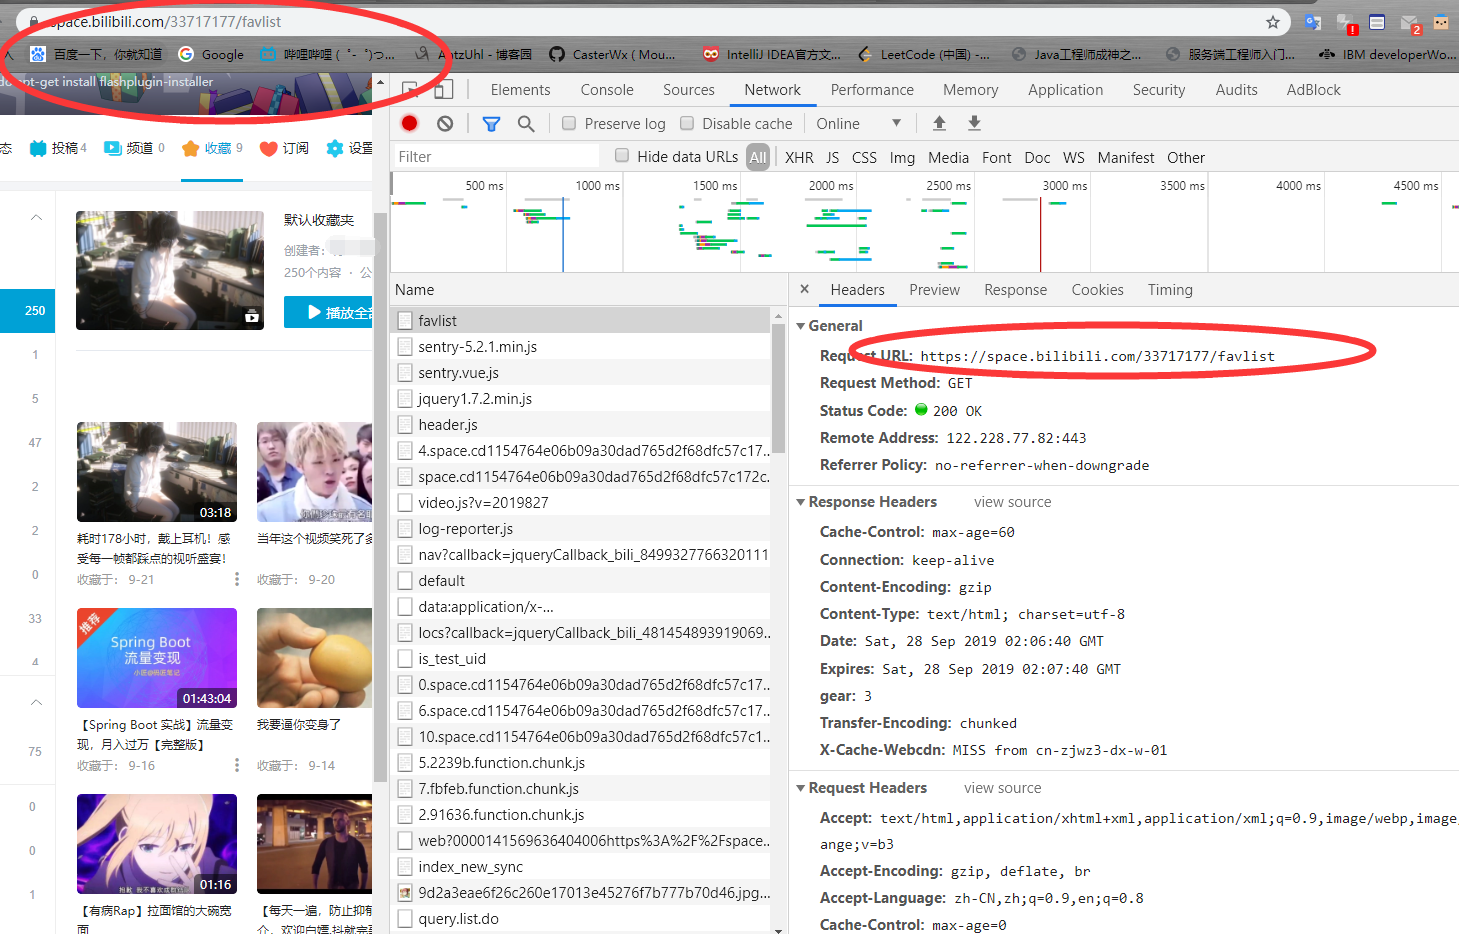 space.bilibili.com/33717177/favlist
百度一下，你就知道
Google
哔哩哔哩 ( ゜- ゜)つ...
AntzUhl - 博客园
CasterWx ( Mou...
IntelliJ IDEA官方文...
LeetCode (中国) -...
Java工程师成神之...
服务端工程师入门...
IBM developerWo...
2
pt-get install flashplugin-installer
态
投稿 4
频道 0
收藏 9
订阅
设置
250
1
5
47
2
2
0
33
4
75
0
0
1
默认收藏夹
创建者：
250个内容 · 公
播放全部
03:18
耗时178小时，戴上耳机！感
受每一帧都踩点的视听盛宴！
收藏于： 9-21
当年这个视频笑死了多
收藏于： 9-20
推荐
Spring Boot
流量变现
01:43:04
【Spring Boot 实战】流量变
现，月入过万【完整版】
收藏于： 9-16
我要逼你变身了
收藏于： 9-14
抱歉 我不喜欢成群结队
01:16
【有病Rap】拉面馆的大碗宽
面
【每天一遍，防止抑郁
介，欢迎白嫖,抖就完
Elements
Console
Sources
Network
Performance
Memory
Application
Security
Audits
AdBlock
Preserve log
Disable cache
Online
Filter
Hide data URLs
All
XHR
JS
CSS
Img
Media
Font
Doc
WS
Manifest
Other
500 ms
1000 ms
1500 ms
2000 ms
2500 ms
3000 ms
3500 ms
4000 ms
4500 ms
Name
favlist
sentry-5.2.1.min.js
sentry.vue.js
jquery1.7.2.min.js
header.js
4.space.cd1154764e06b09a30dad765d2f68dfc57c17...
space.cd1154764e06b09a30dad765d2f68dfc57c172c...
video.js?v=2019827
log-reporter.js
nav?callback=jqueryCallback_bili_8499327766320111
default
data:application/x-...
locs?callback=jqueryCallback_bili_481454893919069...
is_test_uid
0.space.cd1154764e06b09a30dad765d2f68dfc57c17...
6.space.cd1154764e06b09a30dad765d2f68dfc57c17...
10.space.cd1154764e06b09a30dad765d2f68dfc57c1...
5.2239b.function.chunk.js
7.fbfeb.function.chunk.js
2.91636.function.chunk.js
web?0000141569636404006https%3A%2F%2Fspace...
index_new_sync
9d2a3eae6f26c260e17013e45276f7b777b70d46.jpg...
query.list.do
×
Headers
Preview
Response
Cookies
Timing
General
Request URL: https://space.bilibili.com/33717177/favlist
Request Method: GET
Status Code: 200 OK
Remote Address: 122.228.77.82:443
Referrer Policy: no-referrer-when-downgrade
Response Headers view source
Cache-Control: max-age=60
Connection: keep-alive
Content-Encoding: gzip
Content-Type: text/html; charset=utf-8
Date: Sat, 28 Sep 2019 02:06:40 GMT
Expires: Sat, 28 Sep 2019 02:07:40 GMT
gear: 3
Transfer-Encoding: chunked
X-Cache-Webcdn: MISS from cn-zjwz3-dx-w-01
Request Headers view source
Accept: text/html,application/xhtml+xml,application/xml;q=0.9,image/webp,image,
ange;v=b3
Accept-Encoding: gzip, deflate, br
Accept-Language: zh-CN,zh;q=0.9,en;q=0.8
Cache-Control: max-age=0